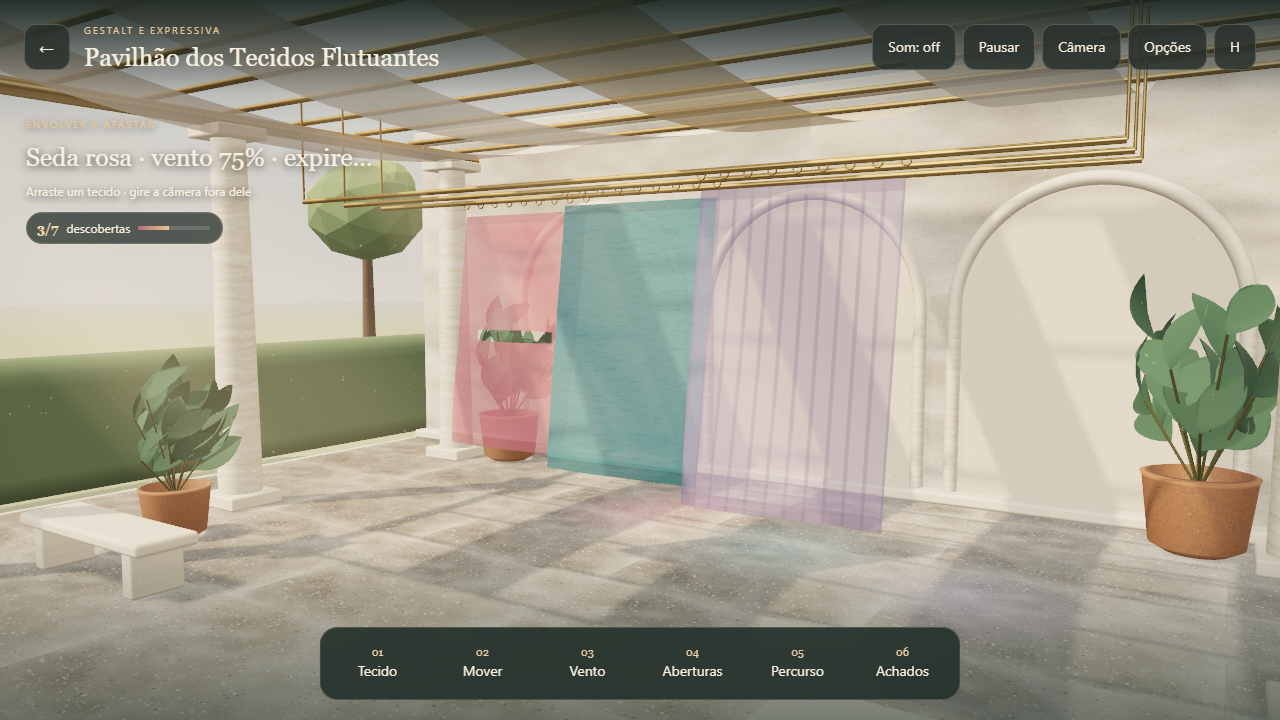 ←
GESTALT E EXPRESSIVA
Pavilhão dos Tecidos Flutuantes
Som: off
Pausar
Câmera
Opções
H
ENVOLVER E AFASTAR
Seda rosa · vento 75% · expire...
Arraste um tecido · gire a câmera fora dele
3/7 descobertas
01
Tecido
02
Mover
03
Vento
04
Aberturas
05
Percurso
06
Achados